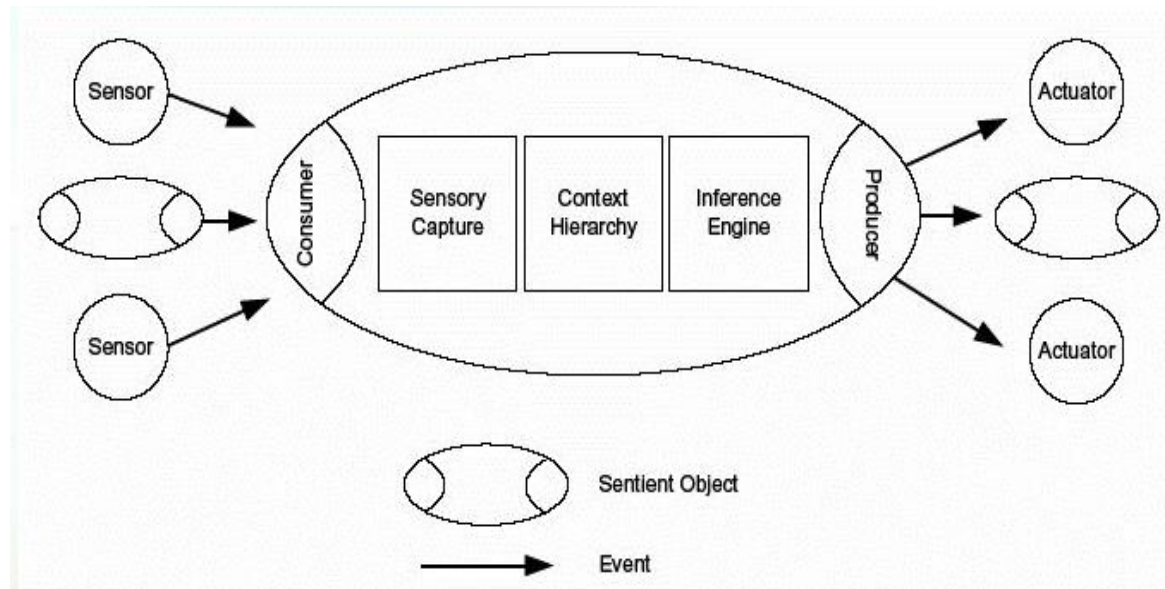 Sensor
Sensor
Consumer
Sensory
Capture
Context
Hierarchy
Inference
Engine
Producer
Actuator
Actuator
Sentient Object
Event